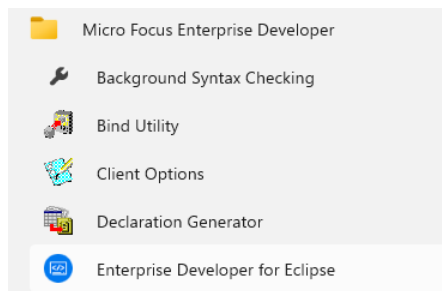 Micro Focus Enterprise Developer
Background Syntax Checking
Bind Utility
Client Options
Declaration Generator
Enterprise Developer for Eclipse